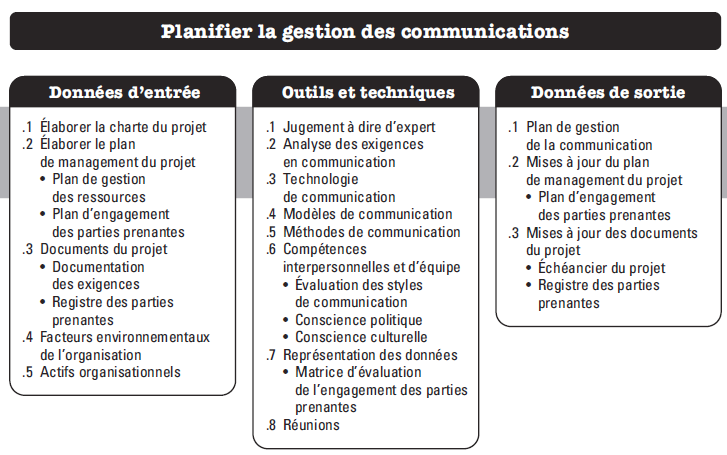 Planifier la gestion des communications
Données d'entrée
.1 Élaborer la charte du projet
.2 Élaborer le plan
de management du projet
• Plan de gestion
des ressources
• Plan d'engagement
des parties prenantes
.3 Documents du projet
• Documentation
des exigences
• Registre des parties
prenantes
.4 Facteurs environnementaux
de l'organisation
.5 Actifs organisationnels
Outils et techniques
.1 Jugement à dire d'expert
.2 Analyse des exigences
en communication
.3 Technologie
de communication
.4 Modèles de communication
.5 Méthodes de communication
.6 Compétences
interpersonnelles et d'équipe
• Évaluation des styles
de communication
• Conscience politique
• Conscience culturelle
.7 Représentation des données
• Matrice d'évaluation
de l'engagement des parties
prenantes
.8 Réunions
Données de sortie
.1 Plan de gestion
de la communication
.2 Mises à jour du plan
de management du projet
• Plan d'engagement
des parties prenantes
.3 Mises à jour des documents
du projet
• Échéancier du projet
• Registre des parties
prenantes